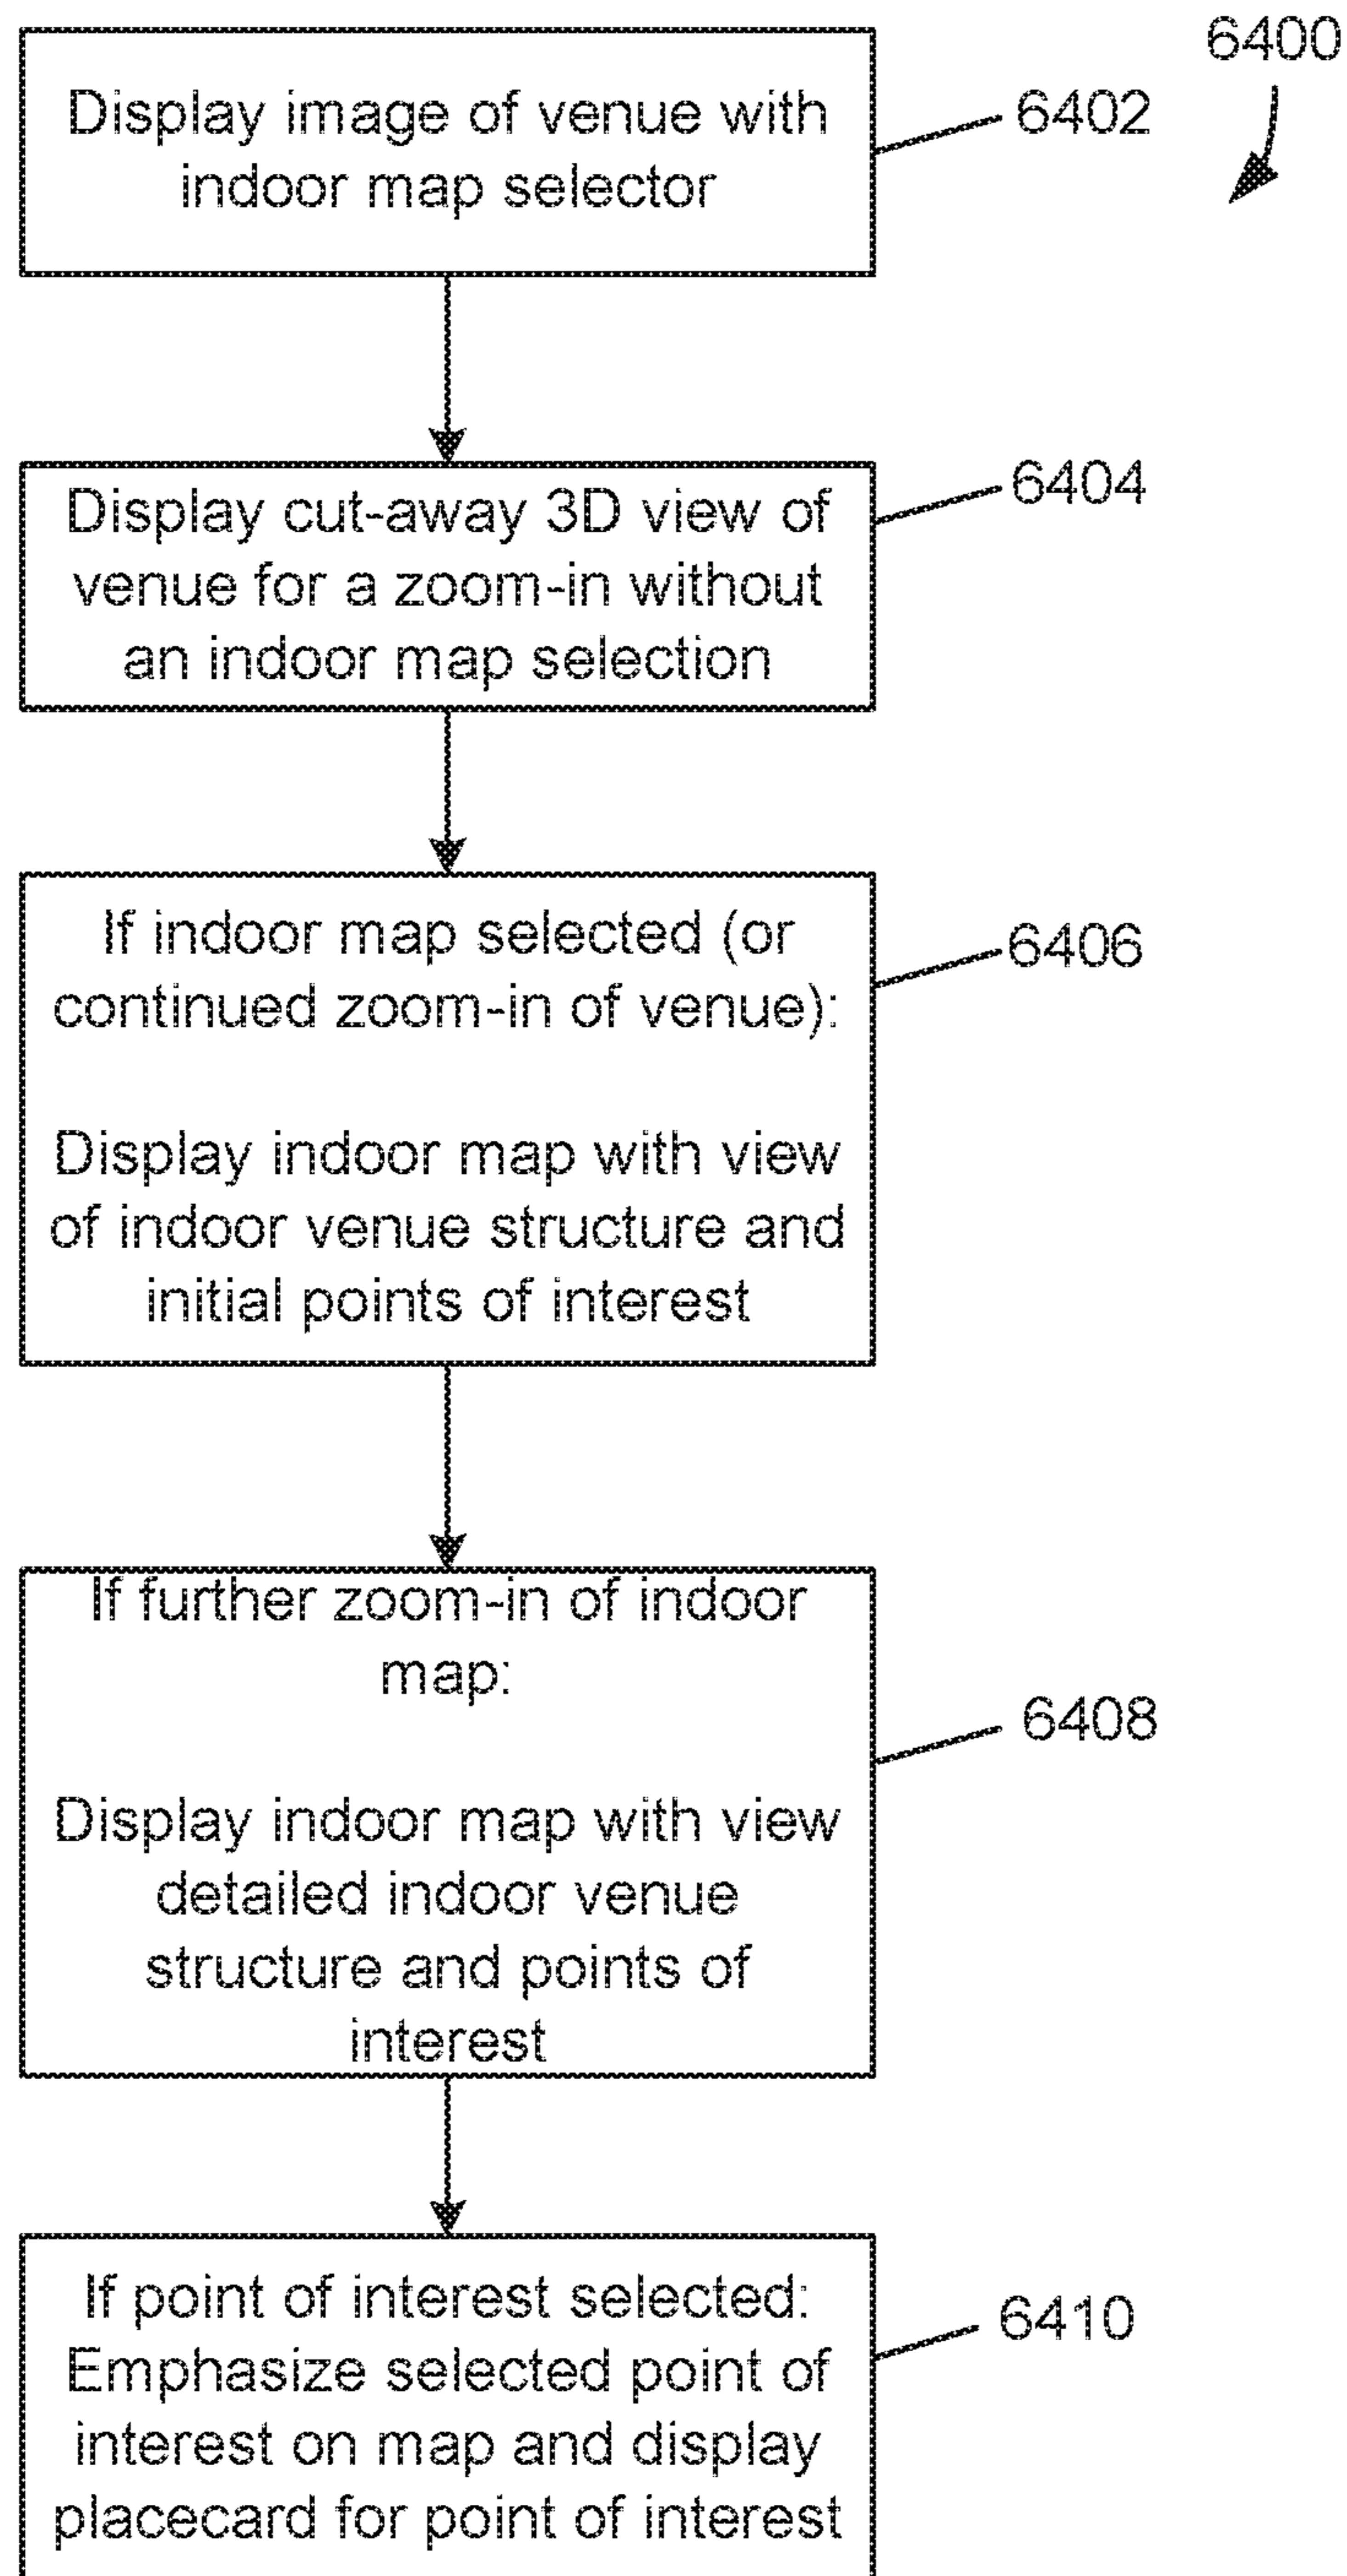 6400
Display image of venue with
indoor map selector
6402
Display cut-away 3D view of
venue for a zoom-in without
an indoor map selection
6404
If indoor map selected (or
continued zoom-in of venue):
Display indoor map with view
of indoor venue structure and
initial points of interest
6406
If further zoom-in of indoor
map:
Display indoor map with view
detailed indoor venue
structure and points of
interest
6408
If point of interest selected:
Emphasize selected point of
interest on map and display
placecard for point of interest
6410